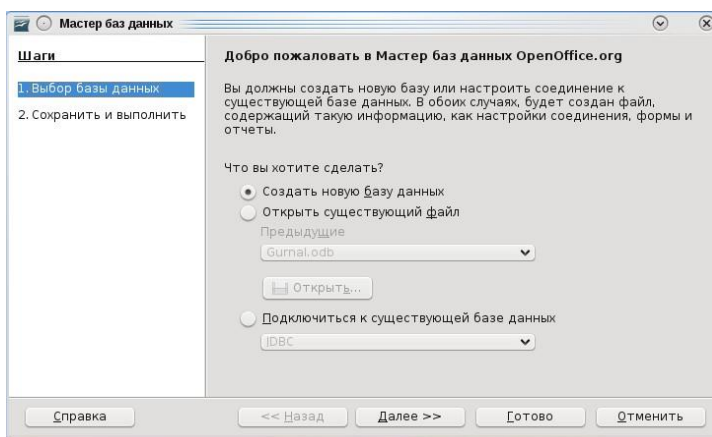 Мастер баз данных
Шаги
1. Выбор базы данных
2. Сохранить и выполнить
Добро пожаловать в Мастер баз данных OpenOffice.org
Вы должны создать новую базу или настроить соединение к
существующей базе данных. В обоих случаях, будет создан файл,
содержащий такую информацию, как настройки соединения, формы и
отчеты.
Что вы хотите сделать?
Создать новую базу данных
Открыть существующий файл
Предыдущие
Gurnal.odb
Открыть...
Подключиться к существующей базе данных
JDBC
Справка
<< Назад
Далее >>
Готово
Отменить